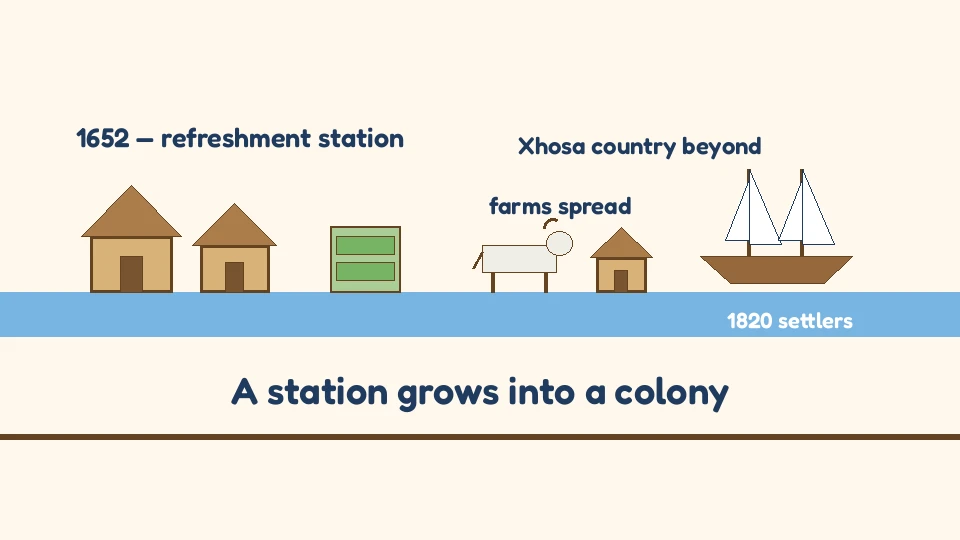 1652 — refreshment station
Xhosa country beyond
farms spread
1820 settlers
A station grows into a colony